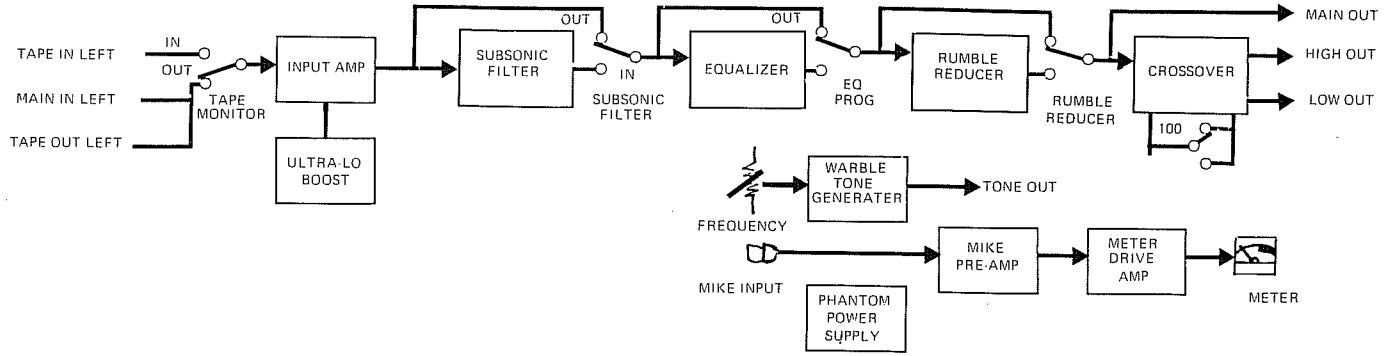 TAPE IN LEFT
IN
OUT
MAIN IN LEFT
TAPE
MONITOR
TAPE OUT LEFT
INPUT AMP
ULTRA-LO
BOOST
OUT
SUBSONIC
FILTER
IN
SUBSONIC
FILTER
OUT
EQUALIZER
EQ
PROG
RUMBLE
REDUCER
RUMBLE
REDUCER
MAIN OUT
HIGH OUT
CROSSOVER
LOW OUT
100
FREQUENCY
WARBLE
TONE
GENERATER
TONE OUT
MIKE INPUT
MIKE
PRE-AMP
METER
DRIVE
AMP
METER
PHANTOM
POWER
SUPPLY